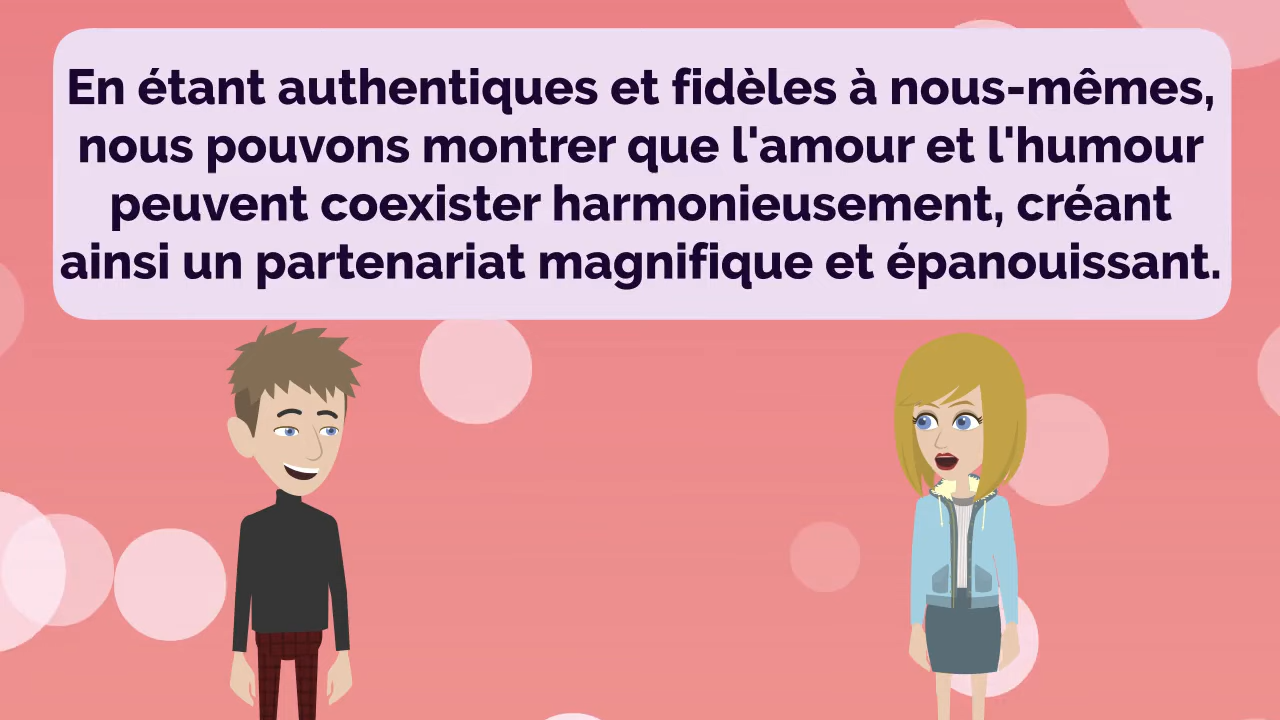 En étant authentiques et fidèles à nous-mêmes,
nous pouvons montrer que l'amour et l'humour
peuvent coexister harmonieusement, créant
ainsi un partenariat magnifique et épanouissant.